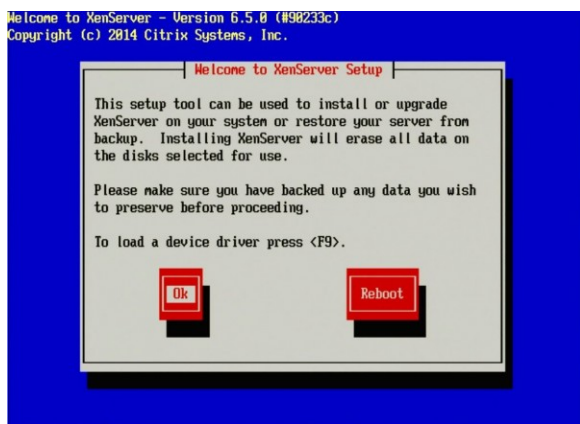 Welcome to XenServer - Version 6.5.0 (#90233c)
Copyright (c) 2014 Citrix Systems, Inc.
Welcome to XenServer Setup
This setup tool can be used to install or upgrade
XenServer on your system or restore your server from
backup. Installing XenServer will erase all data on
the disks selected for use.
Please make sure you have backed up any data you wish
to preserve before proceeding.
To load a device driver press <F9>.
Ok
Reboot